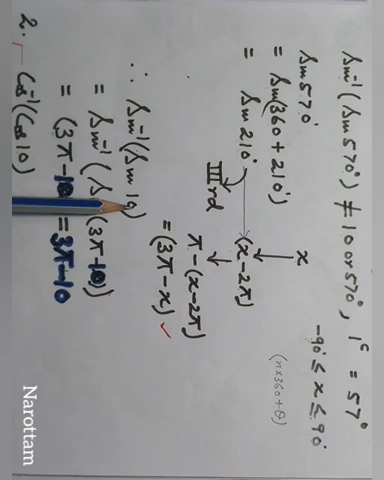 Sin⁻¹(Sin 570°) ≠ 10 or 570°, 1ᶜ = 57°
-90° ≤ x ≤ 90°
Sin 570°
= Sin(360 + 210°)
= Sin 210°
(n×360+θ)
x
(x-2π)
IIIrd
π-(x-2π)
= (3π-x) ✓
∴ Sin⁻¹(Sin 10)
= Sin⁻¹(S (3π-10))
= (3π-10) = 3π-10
2. Cos⁻¹(Cos 10)
Narottam